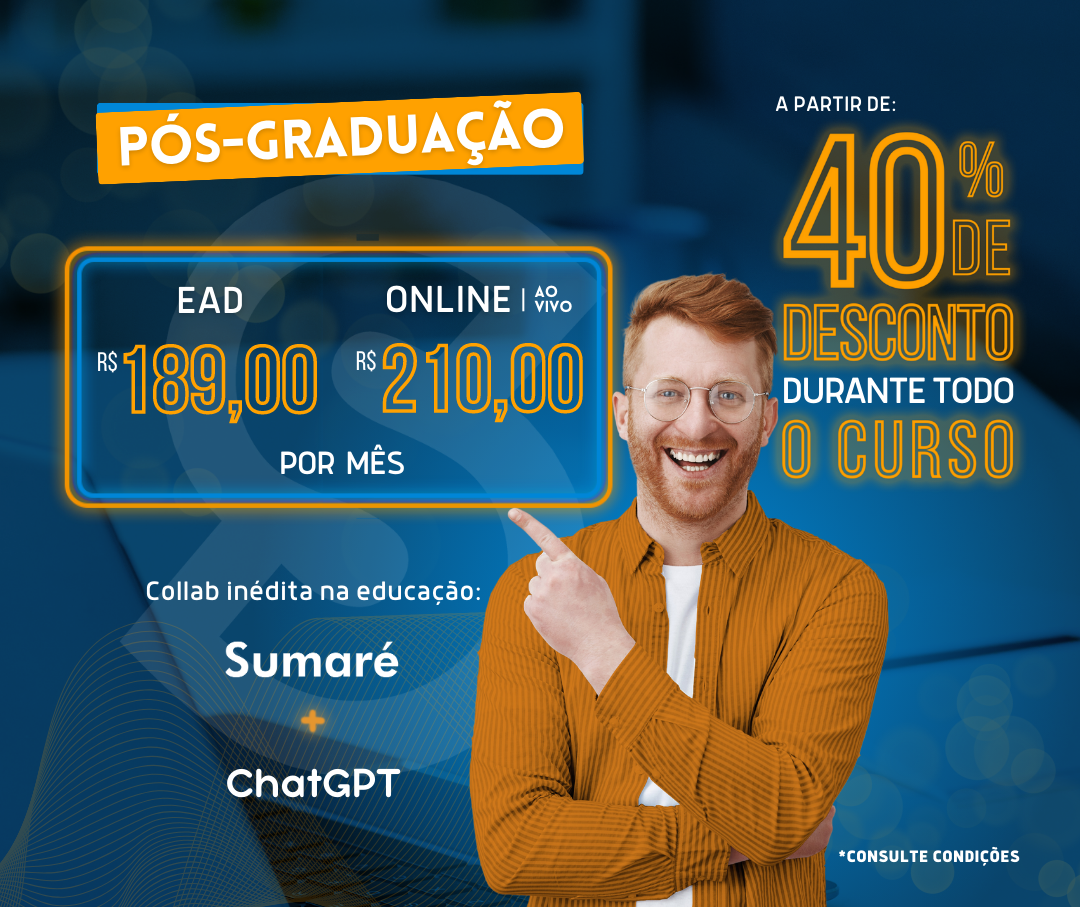 PÓS-GRADUAÇÃO
A PARTIR DE:
40%
DE
DESCONTO
DURANTE TODO
O CURSO
EAD
R$ 189,00
ONLINE | AO VIVO
R$ 210,00
POR MÊS
Collab inédita na educação:
Sumaré
+
ChatGPT
*CONSULTE CONDIÇÕES